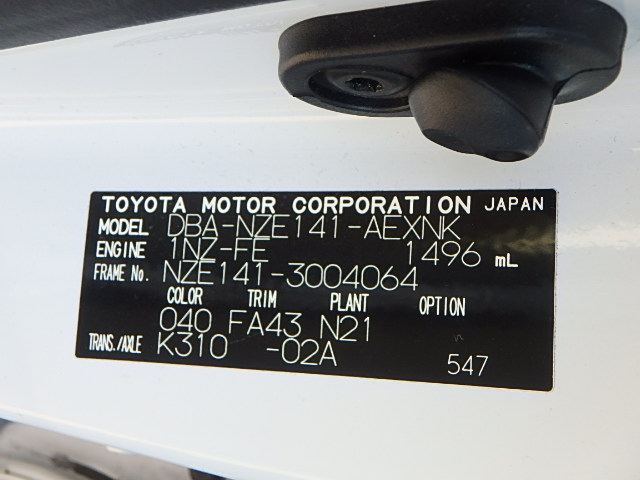 TOYOTA MOTOR CORPORATION JAPAN
MODEL DBA-NZE141-AEXNK
ENGINE 1NZ-FE 1496 mL
FRAME No. NZE141-3004064
COLOR TRIM PLANT OPTION
040 FA43 N21
TRANS./AXLE K310 -02A
547